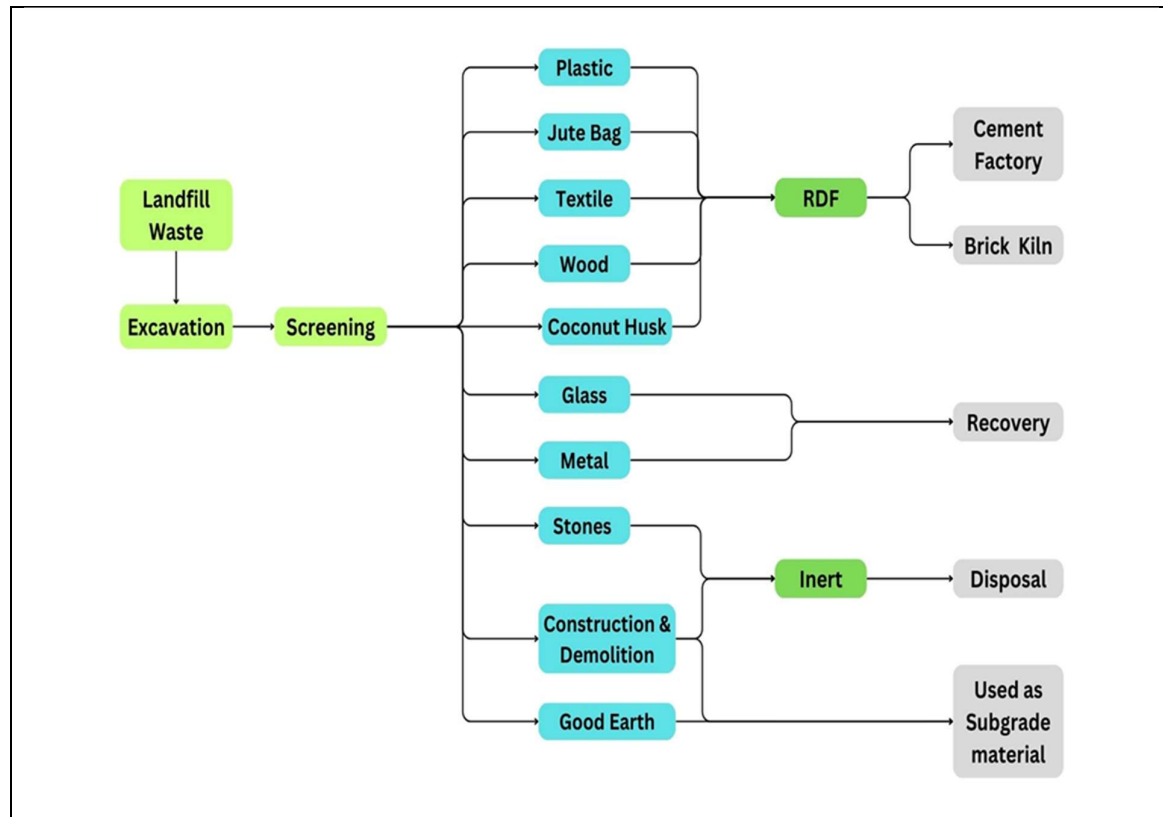 Landfill
Waste
Excavation
Screening
Plastic
Jute Bag
Textile
Wood
Coconut Husk
Glass
Metal
Stones
Construction &
Demolition
Good Earth
RDF
Inert
Cement
Factory
Brick Kiln
Recovery
Disposal
Used as
Subgrade
material